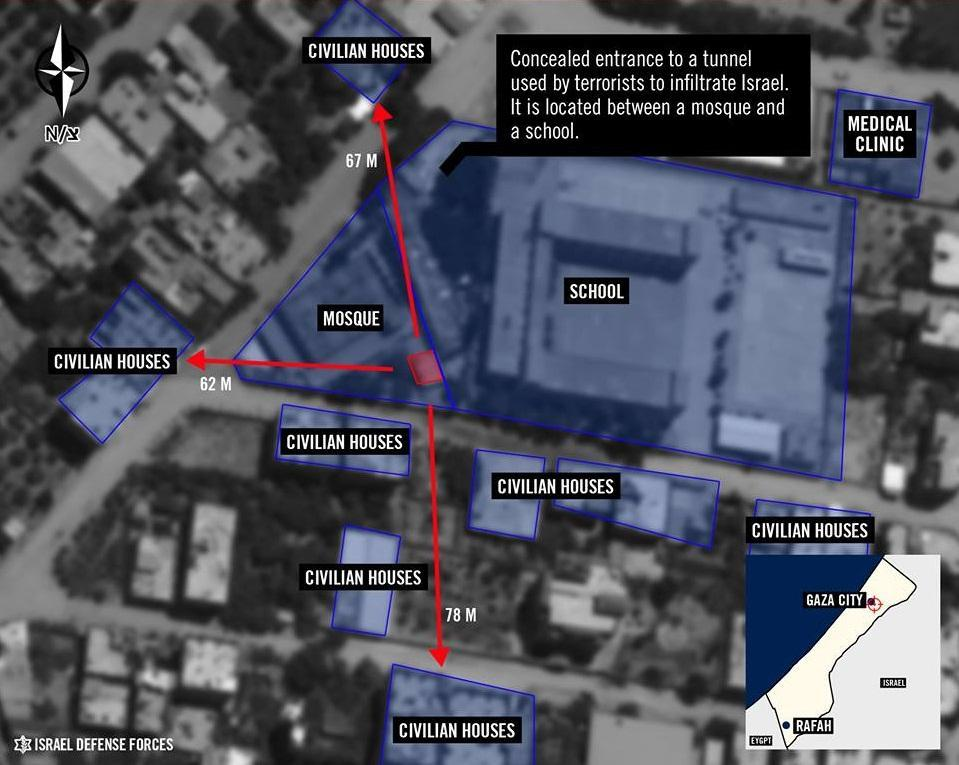 CIVILIAN HOUSES
Concealed entrance to a tunnel
used by terrorists to infiltrate Israel.
It is located between a mosque and
a school.
MEDICAL
CLINIC
N/צ
67 M
SCHOOL
MOSQUE
CIVILIAN HOUSES
62 M
CIVILIAN HOUSES
CIVILIAN HOUSES
CIVILIAN HOUSES
CIVILIAN HOUSES
78 M
GAZA CITY
ISRAEL
RAFAH
EYGPT
CIVILIAN HOUSES
ISRAEL DEFENSE FORCES